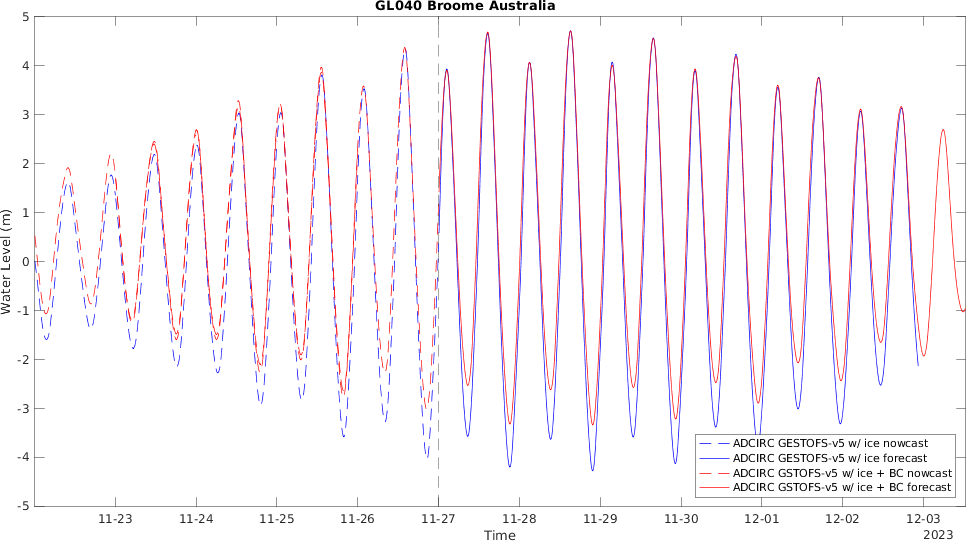 GL040 Broome Australia
5
4
3
2
1
0
-1
-2
-3
-4
-5
Water Level (m)
ADCIRC GESTOFS-v5 w/ ice nowcast
ADCIRC GESTOFS-v5 w/ ice forecast
ADCIRC GSTOFS-v5 w/ ice + BC nowcast
ADCIRC GSTOFS-v5 w/ ice + BC forecast
11-23 11-24 11-25 11-26 11-27 11-28 11-29 11-30 12-01 12-02 12-03
Time
2023